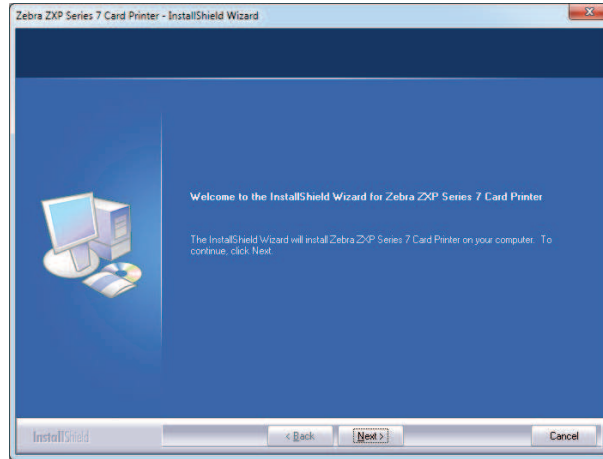 Zebra ZXP Series 7 Card Printer - InstallShield Wizard
Welcome to the InstallShield Wizard for Zebra ZXP Series 7 Card Printer
The InstallShield Wizard will install Zebra ZXP Series 7 Card Printer on your computer. To
continue, click Next.
InstallShield
< Back
Next >
Cancel